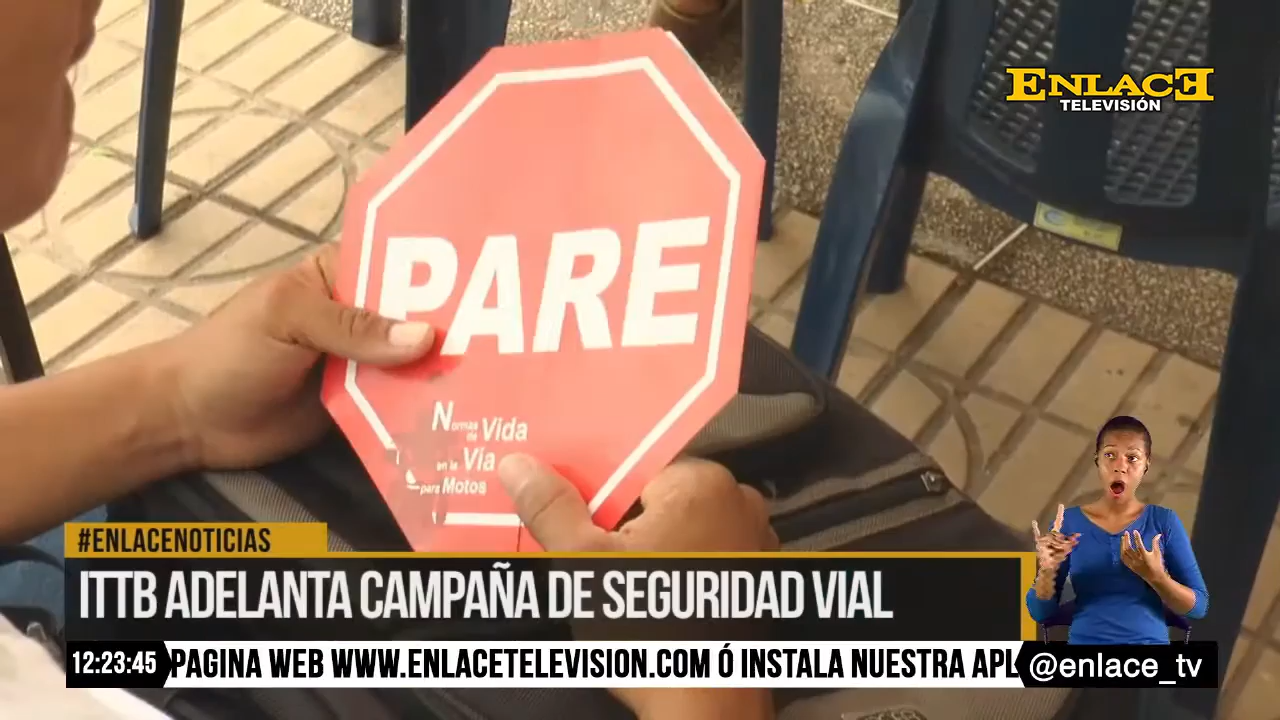 ENLACE
TELEVISIÓN
PARE
Normas
de Vida
en la Vía
para Motos
#ENLACENOTICIAS
ITTB ADELANTA CAMPAÑA DE SEGURIDAD VIAL
12:23:45
PAGINA WEB WWW.ENLACETELEVISION.COM Ó INSTALA NUESTRA APL
@enlace_tv